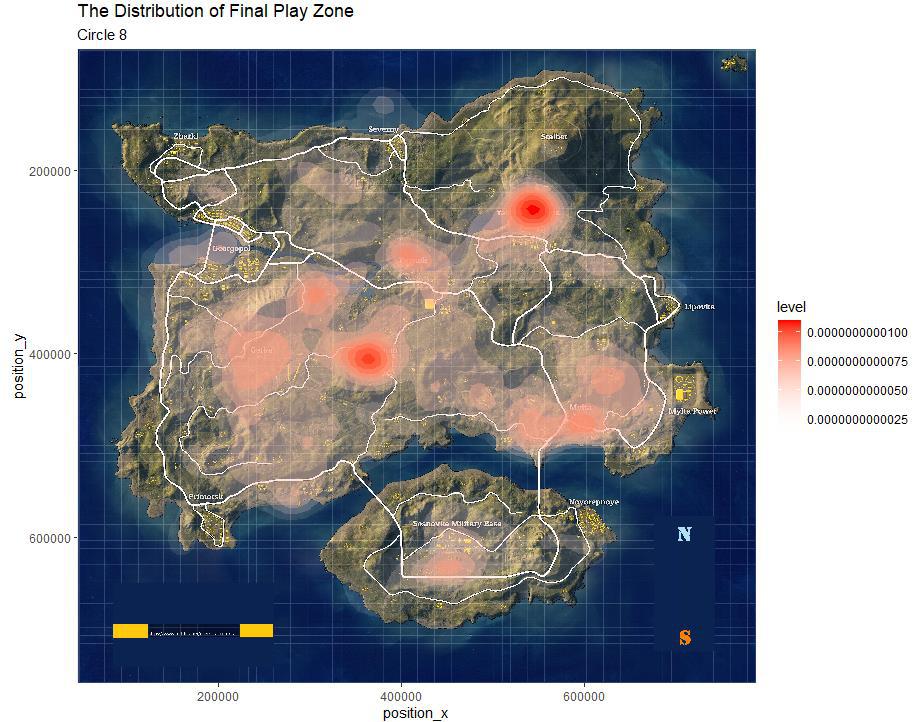 The Distribution of Final Play Zone
Circle 8
Zharki
Severny
Stalber
Georgopol
Lipovka
Gatka
Mylta
Mylta Power
Primorsk
Novorepnoye
Sosnovka Military Base
N
S
200000
400000
600000
position_y
200000
400000
600000
position_x
level
0.0000000000100
0.0000000000075
0.0000000000050
0.0000000000025